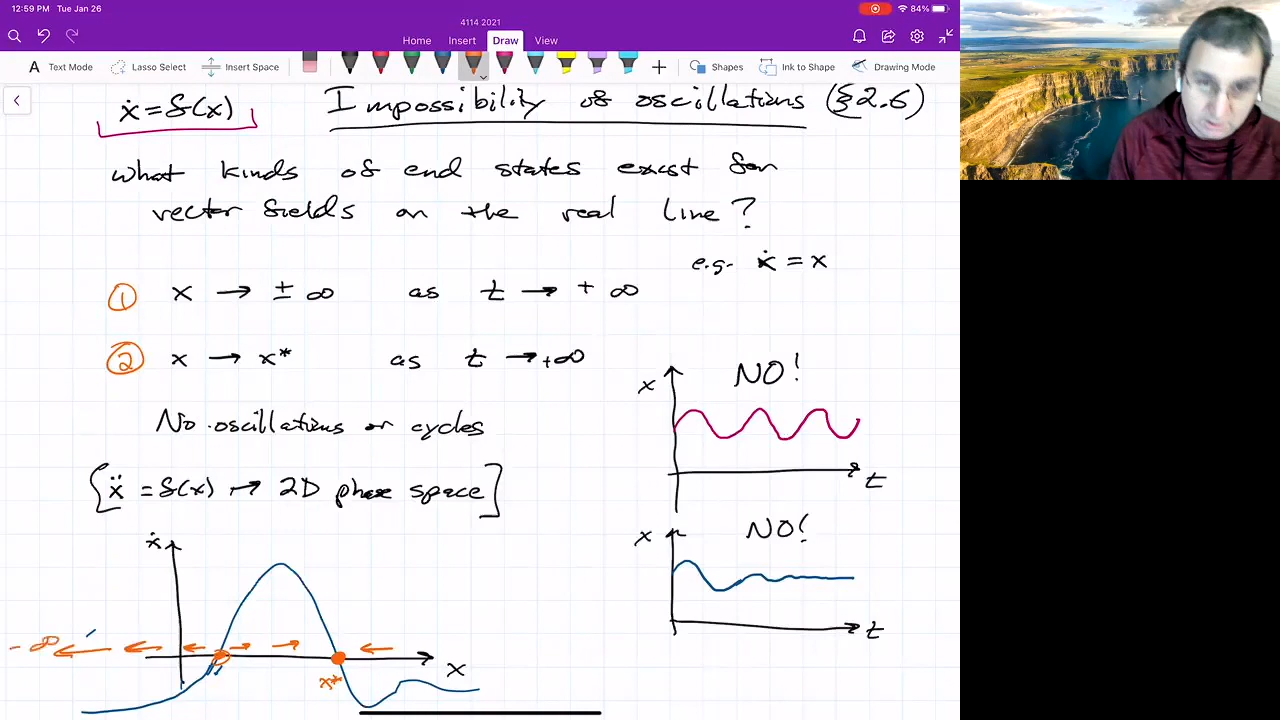 12:59 PM Tue Jan 26
84%
4114 2021
Home Insert Draw View
Text Mode Lasso Select Insert Space Shapes Ink to Shape Drawing Mode
ẋ = f(x) Impossibility of oscillations (§2.6)
what kinds of end states exist for
vector fields on the real line?
e.g. ẋ = x
① x → ± ∞ as t → + ∞
② x → x* as t → +∞
NO!
x
No oscillations or cycles
t
[ẍ = f(x) → 2D phase space]
NO!
x
ẋ
t
-∞
x
x*